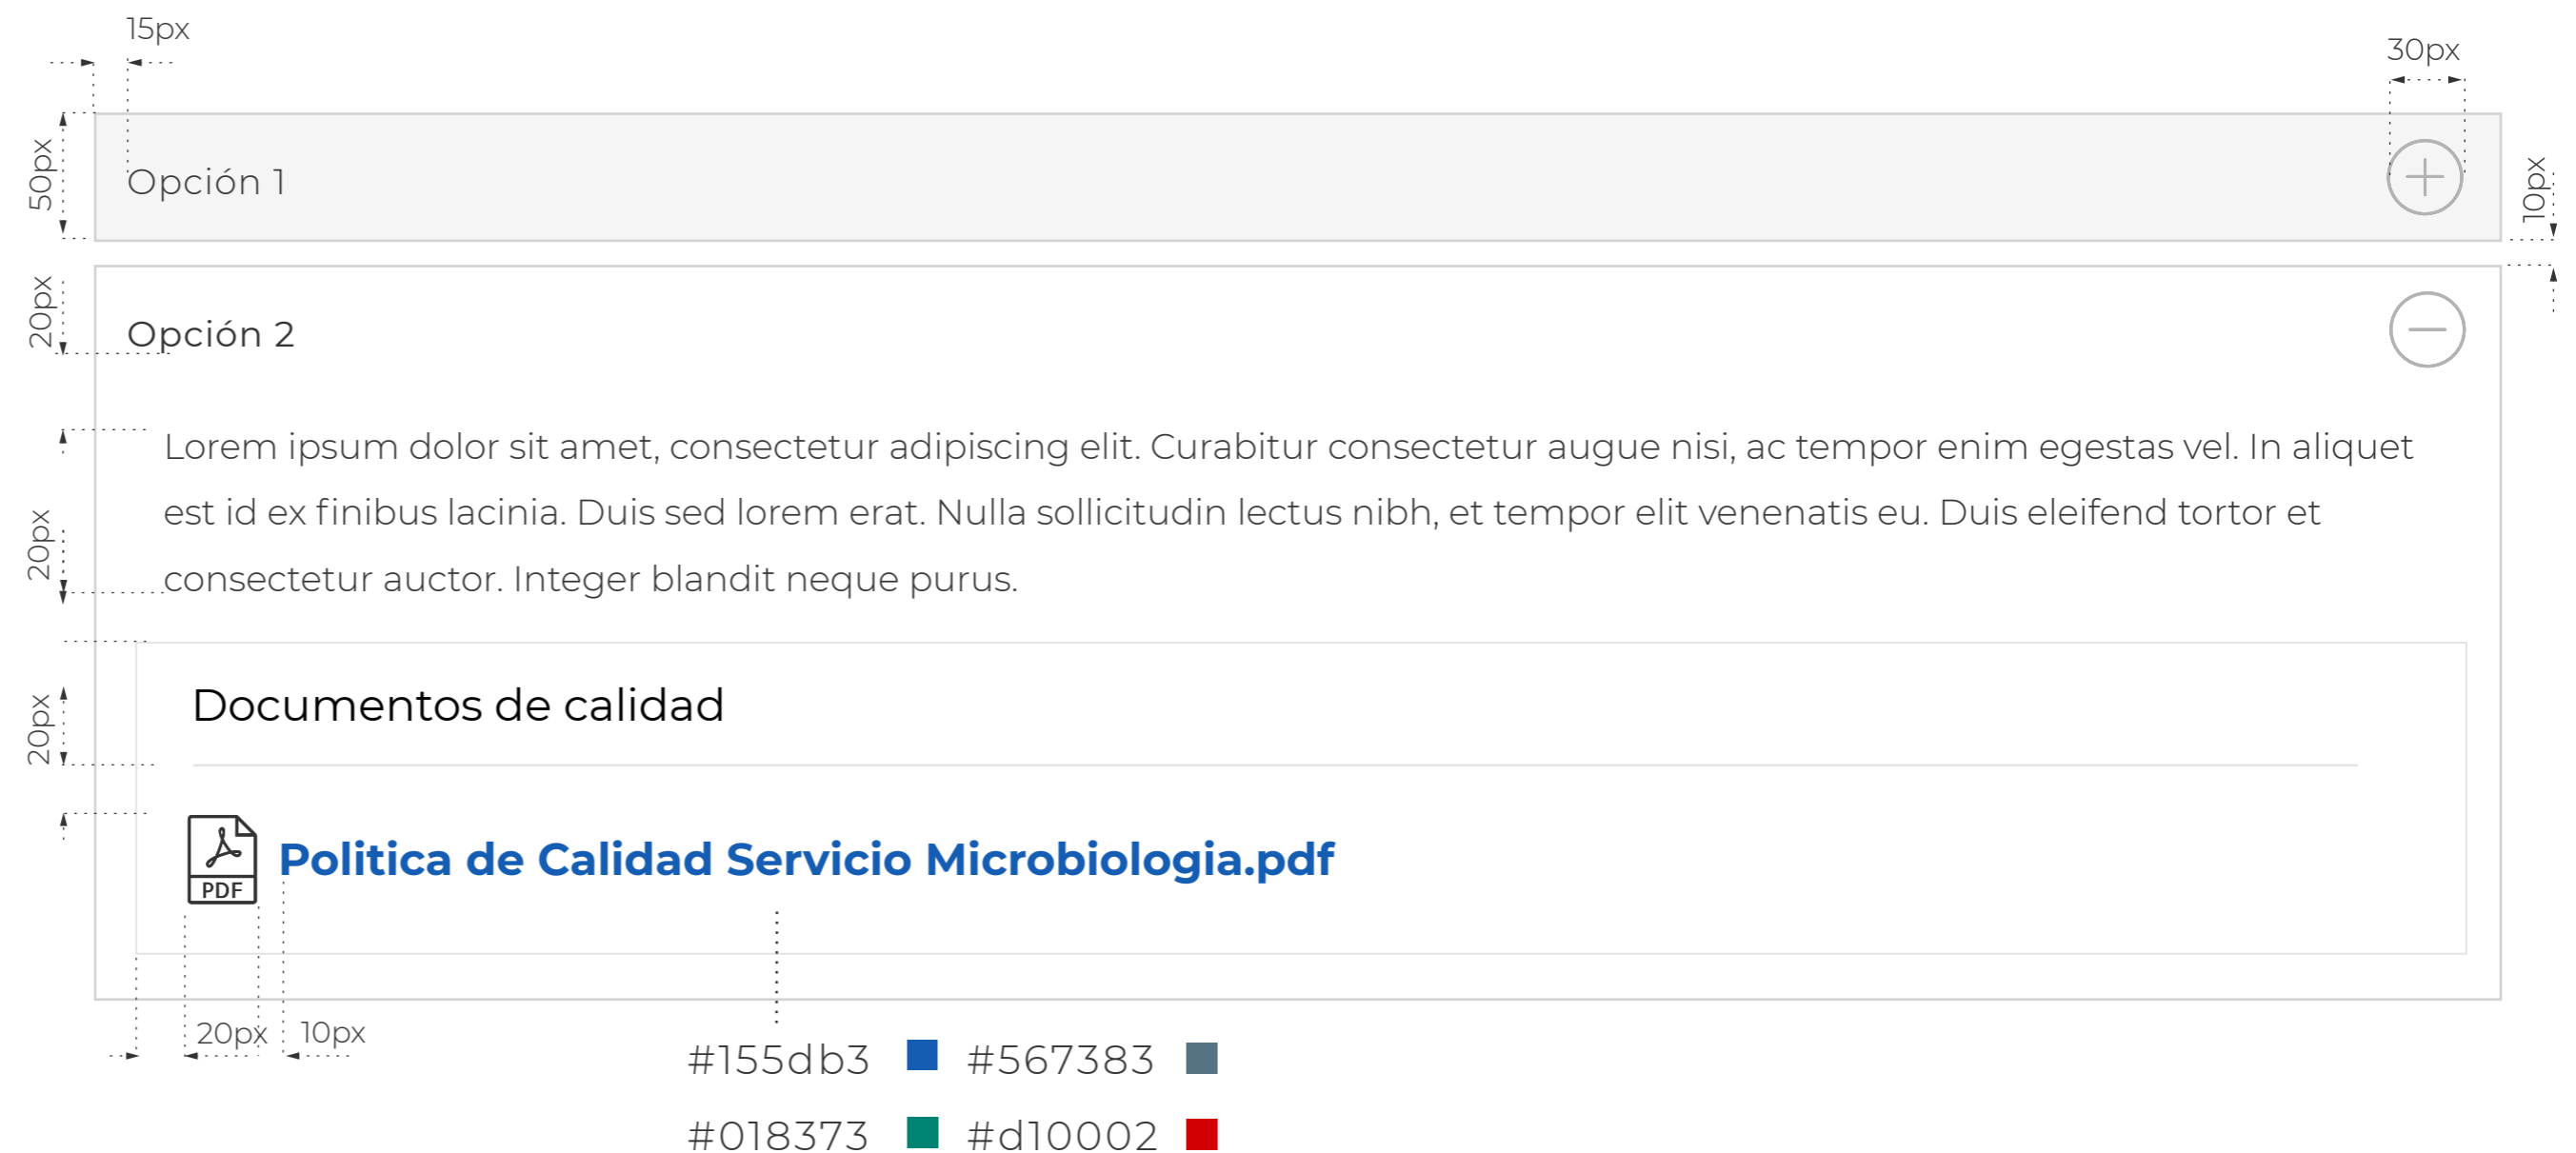 15px
30px
50px
Opción 1
10px
20px
Opción 2
Lorem ipsum dolor sit amet, consectetur adipiscing elit. Curabitur consectetur augue nisi, ac tempor enim egestas vel. In aliquet
est id ex finibus lacinia. Duis sed lorem erat. Nulla sollicitudin lectus nibh, et tempor elit venenatis eu. Duis eleifend tortor et
20px
consectetur auctor. Integer blandit neque purus.
20px
Documentos de calidad
Politica de Calidad Servicio Microbiologia.pdf
PDF
20px 10px
#155db3 #567383
#018373 #d10002